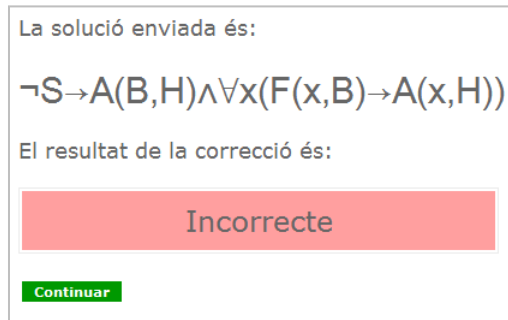 La solució enviada és:
¬S→A(B,H)∧∀x(F(x,B)→A(x,H))
El resultat de la correcció és:
Incorrecte
Continuar